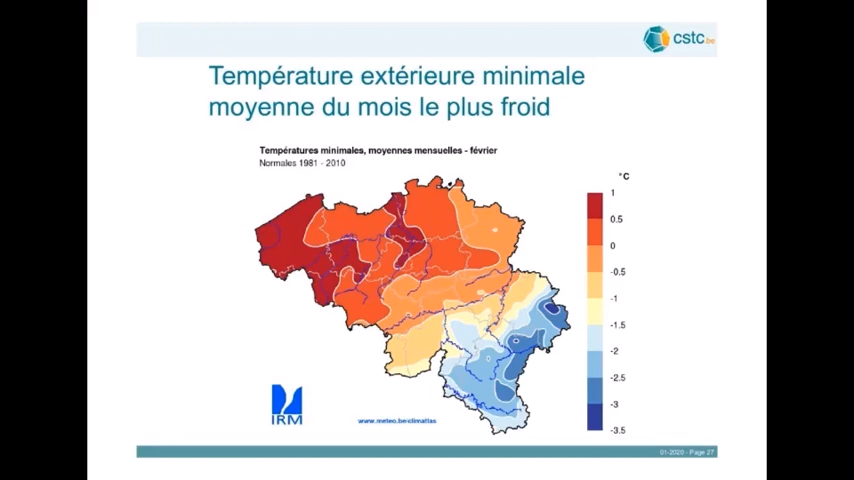 cstc.be
Température extérieure minimale
moyenne du mois le plus froid
Températures minimales, moyennes mensuelles - février
Normales 1981 - 2010
°C
1
0.5
0
-0.5
-1
-1.5
-2
-2.5
-3
-3.5
IRM
www.meteo.be/climatlas
01-2020 - Page 27